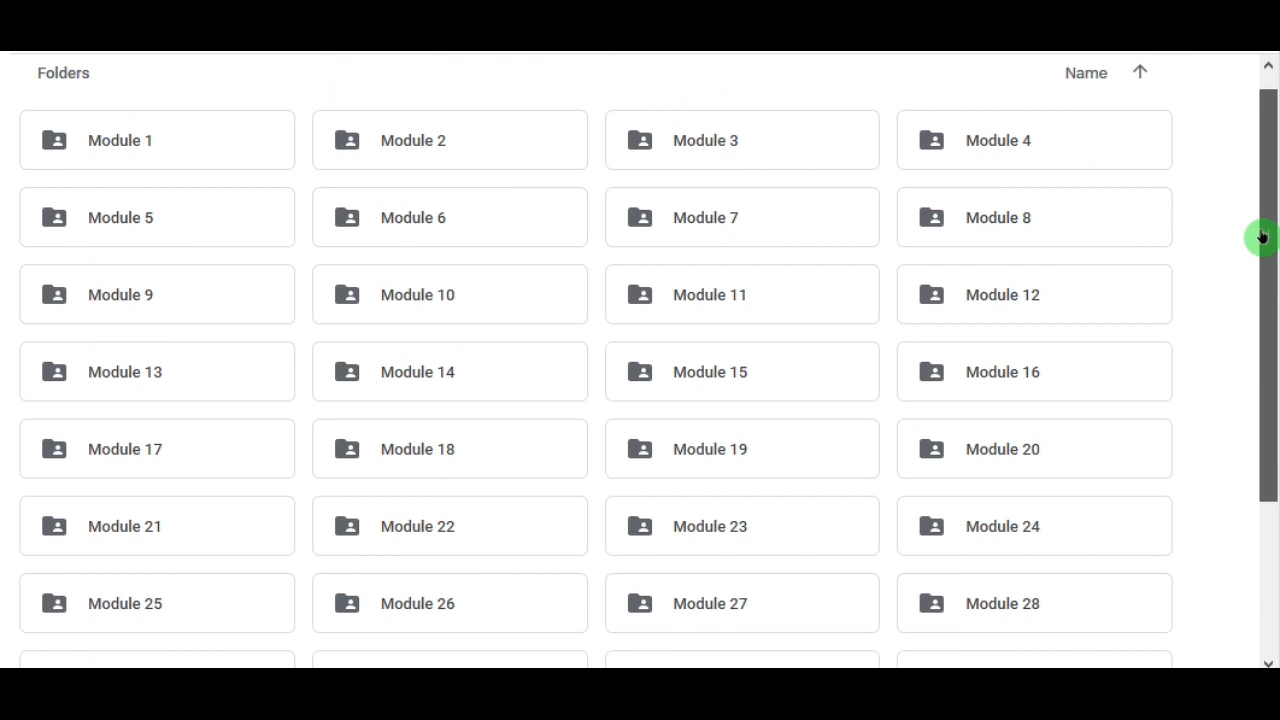 Folders Name
Module 1 Module 2 Module 3 Module 4
Module 5 Module 6 Module 7 Module 8
Module 9 Module 10 Module 11 Module 12
Module 13 Module 14 Module 15 Module 16
Module 17 Module 18 Module 19 Module 20
Module 21 Module 22 Module 23 Module 24
Module 25 Module 26 Module 27 Module 28